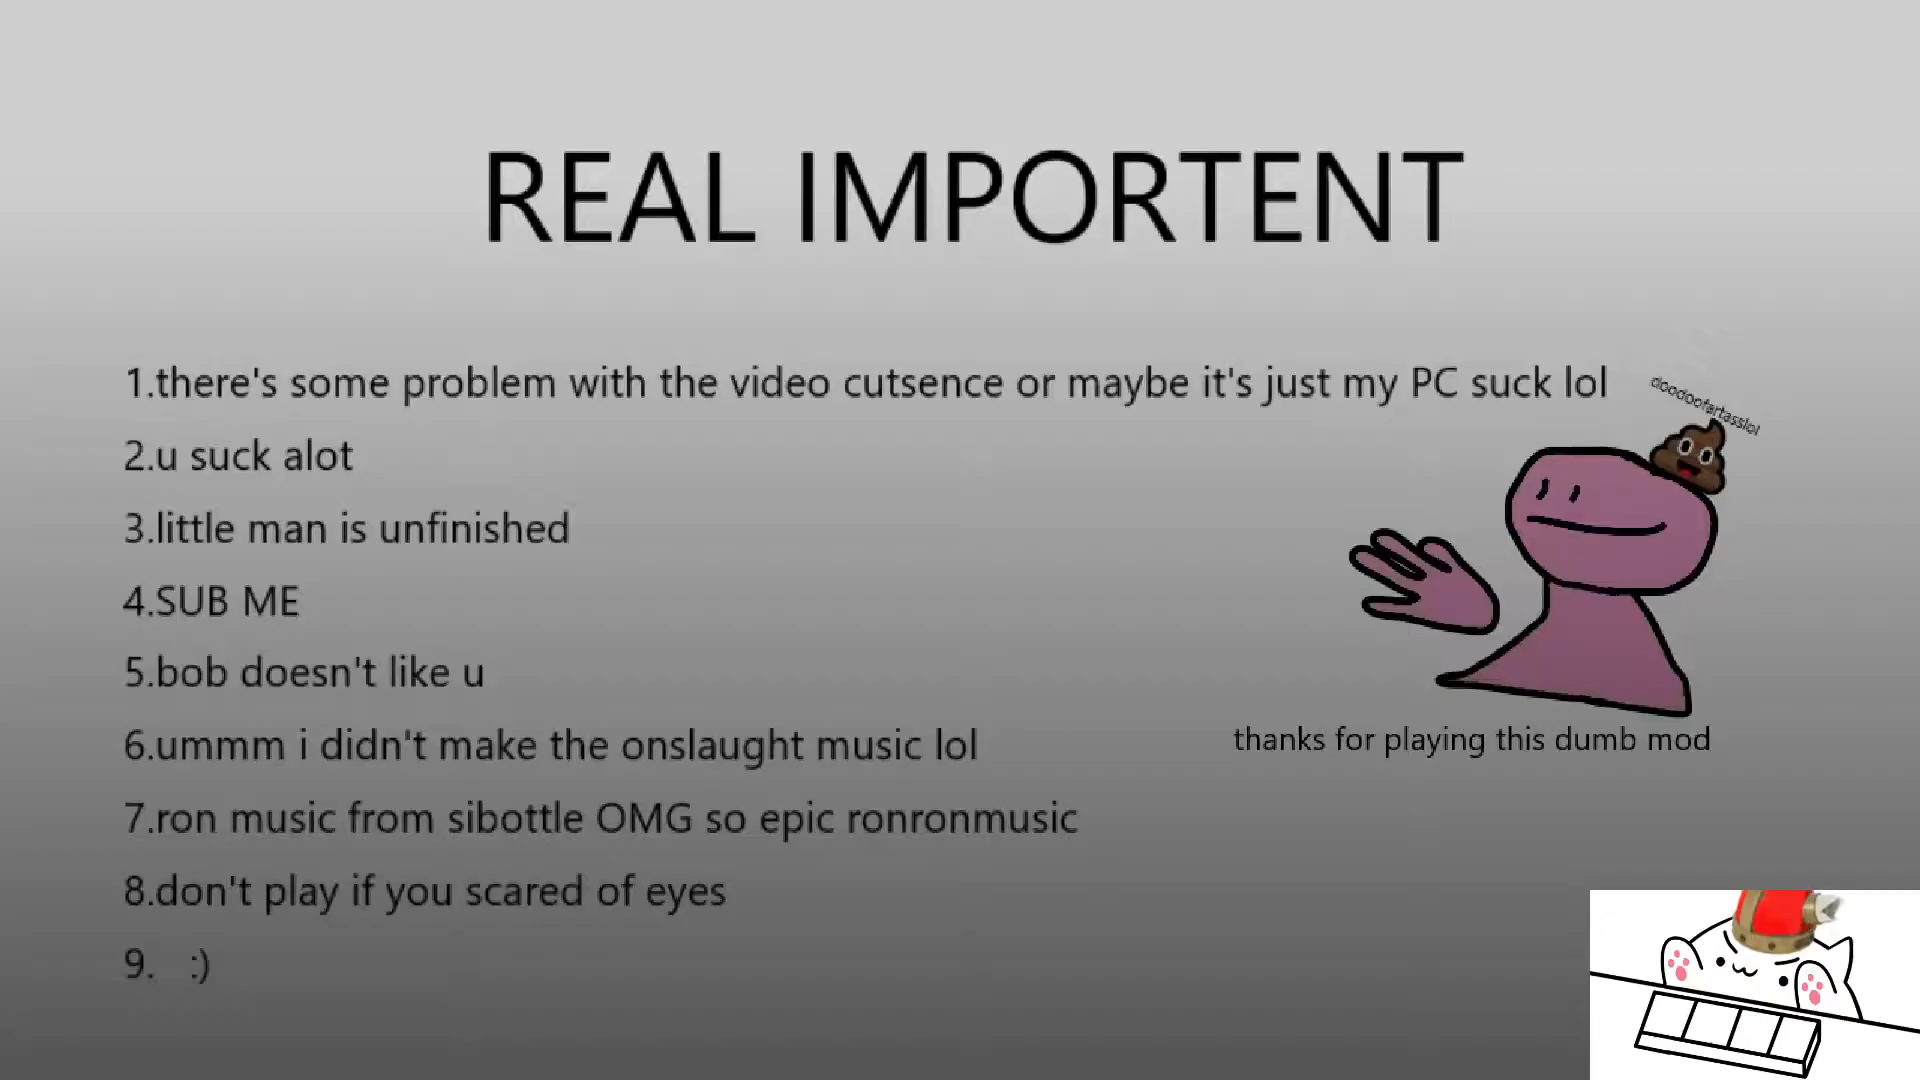 REAL IMPORTENT
1.there's some problem with the video cutsence or maybe it's just my PC suck lol
doodoofartasslol
2.u suck alot
3.little man is unfinished
4.SUB ME
5.bob doesn't like u
6.ummm i didn't make the onslaught music lol
thanks for playing this dumb mod
7.ron music from sibottle OMG so epic ronronmusic
8.don't play if you scared of eyes
9. :)